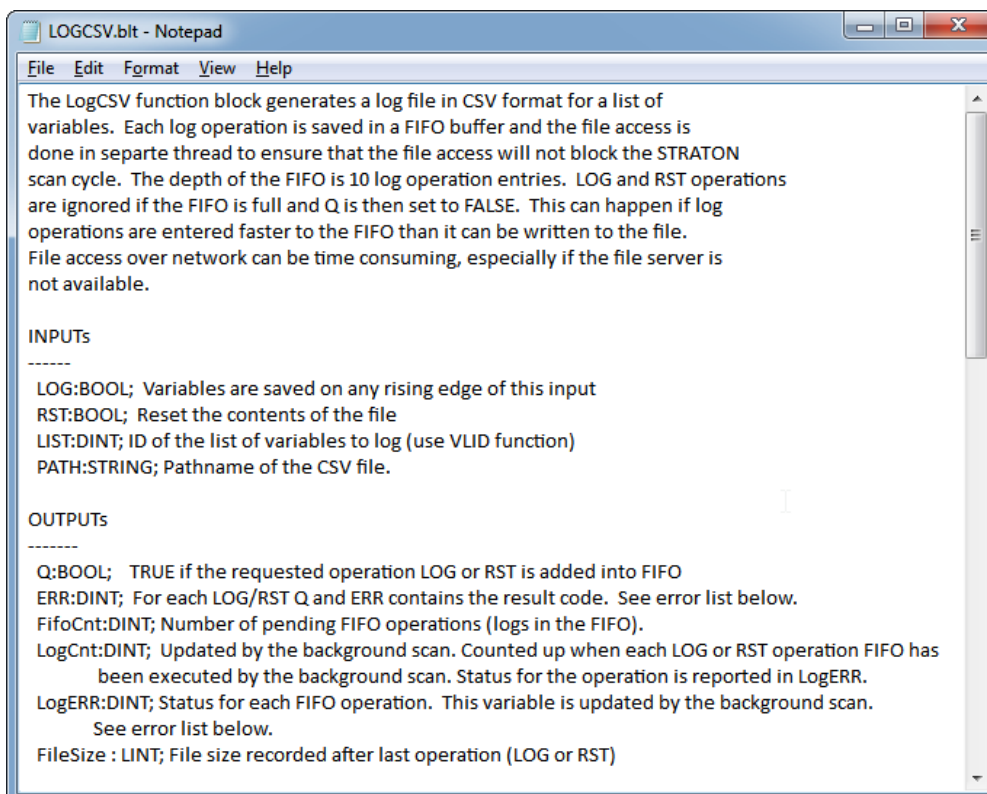 LOGCSV.blt - Notepad
File Edit Format View Help
The LogCSV function block generates a log file in CSV format for a list of
variables. Each log operation is saved in a FIFO buffer and the file access is
done in separte thread to ensure that the file access will not block the STRATON
scan cycle. The depth of the FIFO is 10 log operation entries. LOG and RST operations
are ignored if the FIFO is full and Q is then set to FALSE. This can happen if log
operations are entered faster to the FIFO than it can be written to the file.
File access over network can be time consuming, especially if the file server is
not available.
INPUTs
------
LOG:BOOL; Variables are saved on any rising edge of this input
RST:BOOL; Reset the contents of the file
LIST:DINT; ID of the list of variables to log (use VLID function)
PATH:STRING; Pathname of the CSV file.
OUTPUTs
-------
Q:BOOL; TRUE if the requested operation LOG or RST is added into FIFO
ERR:DINT; For each LOG/RST Q and ERR contains the result code. See error list below.
FifoCnt:DINT; Number of pending FIFO operations (logs in the FIFO).
LogCnt:DINT; Updated by the background scan. Counted up when each LOG or RST operation FIFO has
been executed by the background scan. Status for the operation is reported in LogERR.
LogERR:DINT; Status for each FIFO operation. This variable is updated by the background scan.
See error list below.
FileSize : LINT; File size recorded after last operation (LOG or RST)